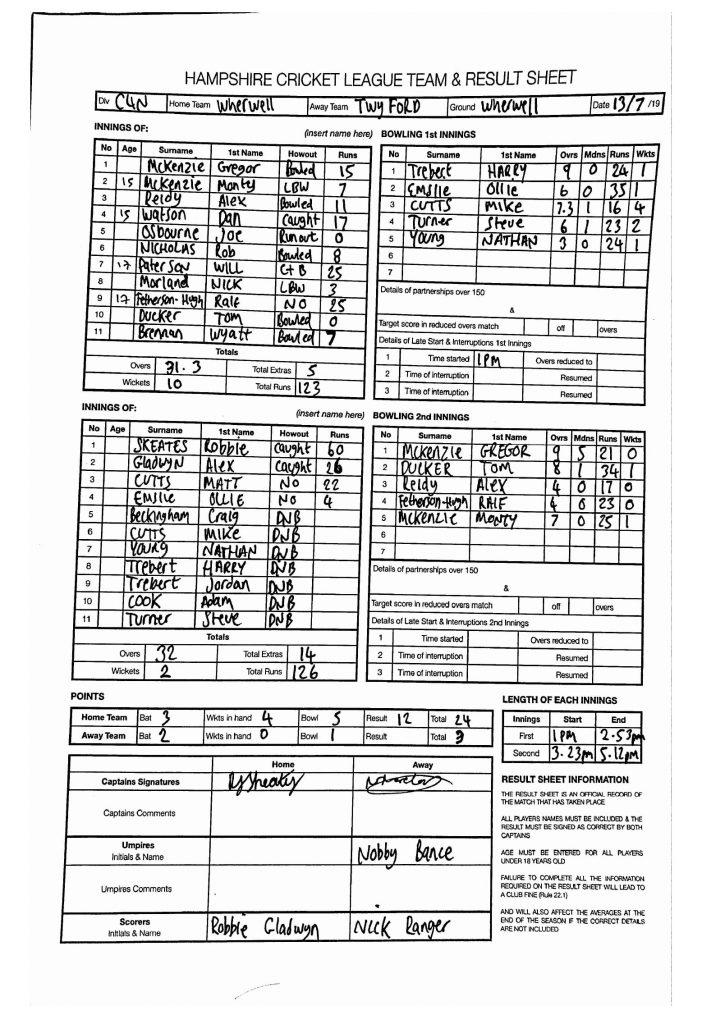 HAMPSHIRE CRICKET LEAGUE TEAM & RESULT SHEET
Div C4N Home Team Wherwell Away Team TWYFORD Ground Wherwell Date 13/7/19
INNINGS OF: (insert name here)
No Age Surname 1st Name Howout Runs
1 McKenzie Gregor Bowled 15
2 15 McKenzie Monty LBW 7
3 Reidy Alex Bowled 11
4 15 Watson Dan Caught 17
5 Osbourne Joe Run out 0
6 NICHOLAS Rob Bowled 8
7 17 Paterson WILL C+B 25
8 Morland NICK LBW 3
9 17 Fetherson-Hugh Ralf NO 25
10 Ducker Tom Bowled 0
11 Brennan Wyatt Bowled 7
Totals
Overs 31.3 Total Extras 5
Wickets 10 Total Runs 123
BOWLING 1st INNINGS
No Surname 1st Name Ovrs Mdns Runs Wkts
1 Trebert HARRY 9 0 24 1
2 Emslie Ollie 6 0 35 1
3 CUTTS MIKE 7.3 1 16 4
4 Turner Steve 6 1 23 2
5 Young NATHAN 3 0 24 1
6
7
Details of partnerships over 150
&
Target score in reduced overs match off overs
Details of Late Start & Interruptions 1st Innings
1 Time started 1PM Overs reduced to
2 Time of interruption Resumed
3 Time of interruption Resumed
INNINGS OF: (insert name here)
No Age Surname 1st Name Howout Runs
1 SKEATES Robbie Caught 60
2 Gladwyn Alex Caught 26
3 CUTTS MATT NO 22
4 Emslie OLLIE NO 4
5 Beckingham Craig DNB
6 CUTTS MIKE DNB
7 Young NATHAN DNB
8 Trebert HARRY DNB
9 Trebert Jordan DNB
10 COOK Adam DNB
11 Turner Steve DNB
Totals
Overs 32 Total Extras 14
Wickets 2 Total Runs 126
BOWLING 2nd INNINGS
No Surname 1st Name Ovrs Mdns Runs Wkts
1 McKenzie GREGOR 9 5 21 0
2 DUCKER Tom 8 1 34 1
3 Reidy Alex 4 0 17 0
4 Fetherson-Hugh RALF 4 0 23 0
5 McKenzie Monty 7 0 25 1
6
7
Details of partnerships over 150
&
Target score in reduced overs match off overs
Details of Late Start & Interruptions 2nd Innings
1 Time started Overs reduced to
2 Time of interruption Resumed
3 Time of interruption Resumed
POINTS
Home Team Bat 3 Wkts in hand 4 Bowl 5 Result 12 Total 24
Away Team Bat 2 Wkts in hand 0 Bowl 1 Result Total 3
LENGTH OF EACH INNINGS
Innings Start End
First 1PM 2.53pm
Second 3.23pm 5.12pm
Home Away
Captains Signatures
Captains Comments
Umpires
Initials & Name Nobby Bance
Umpires Comments
Scorers
Initials & Name Robbie Gladwyn Nick Ranger
RESULT SHEET INFORMATION
THE RESULT SHEET IS AN OFFICIAL RECORD OF
THE MATCH THAT HAS TAKEN PLACE
ALL PLAYERS NAMES MUST BE INCLUDED & THE
RESULT MUST BE SIGNED AS CORRECT BY BOTH
CAPTAINS
AGE MUST BE ENTERED FOR ALL PLAYERS
UNDER 18 YEARS OLD
FAILURE TO COMPLETE ALL THE INFORMATION
REQUIRED ON THE RESULT SHEET WILL LEAD TO
A CLUB FINE (Rule 22.1)
AND WILL ALSO AFFECT THE AVERAGES AT THE
END OF THE SEASON IF THE CORRECT DETAILS
ARE NOT INCLUDED